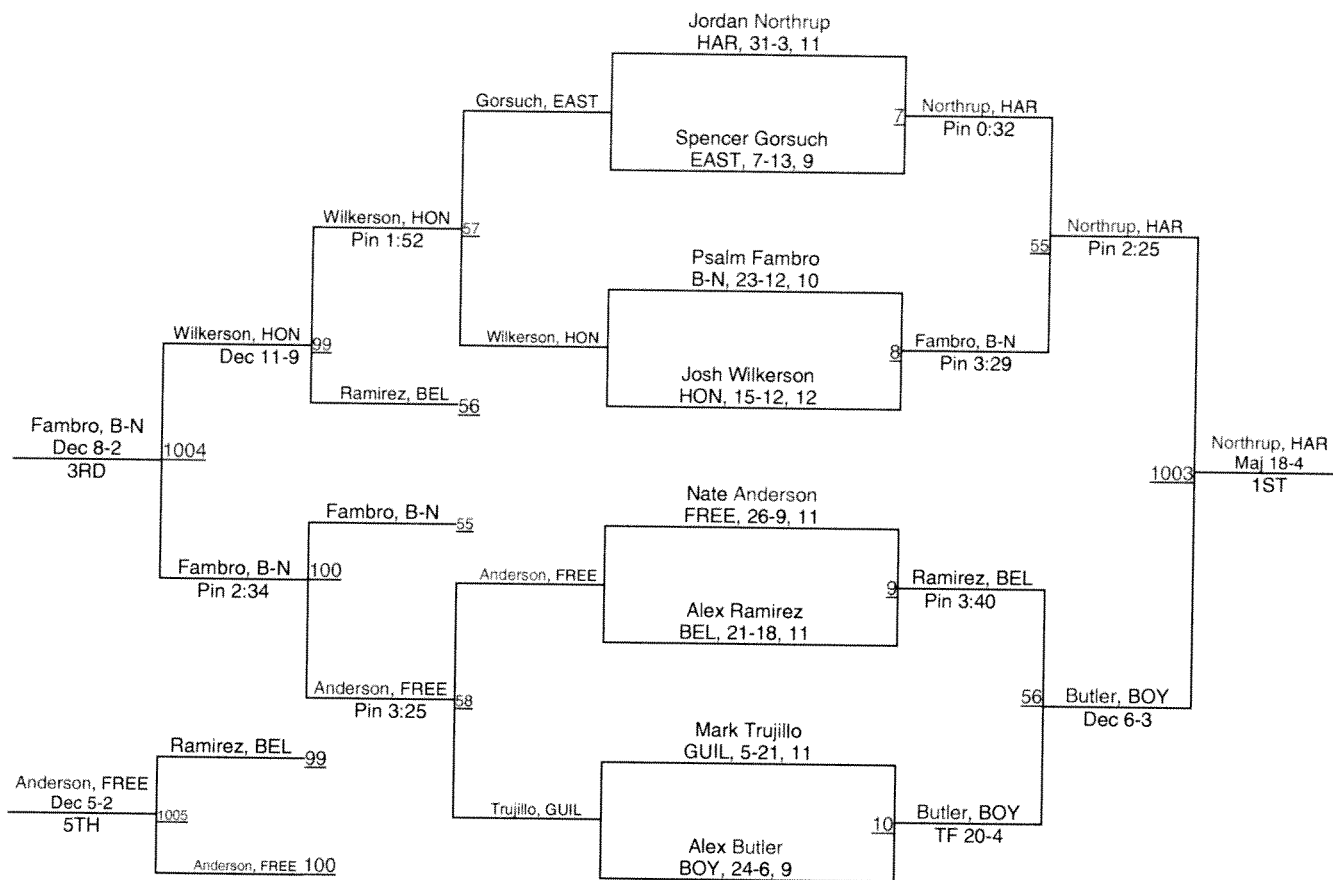 Jordan Northrup
HAR, 31-3, 11
Gorsuch, EAST
7
Northrup, HAR
Pin 0:32
Spencer Gorsuch
EAST, 7-13, 9
Wilkerson, HON
Pin 1:52
57
Northrup, HAR
Pin 2:25
55
Psalm Fambro
B-N, 23-12, 10
Wilkerson, HON
Dec 11-9
99
Wilkerson, HON
8
Fambro, B-N
Pin 3:29
Josh Wilkerson
HON, 15-12, 12
Ramirez, BEL
56
Fambro, B-N
Dec 8-2
3RD
1004
Northrup, HAR
Maj 18-4
1ST
1003
Nate Anderson
FREE, 26-9, 11
Fambro, B-N
55
Fambro, B-N
Pin 2:34
100
Anderson, FREE
9
Ramirez, BEL
Pin 3:40
Alex Ramirez
BEL, 21-18, 11
Anderson, FREE
Pin 3:25
58
56
Butler, BOY
Dec 6-3
Mark Trujillo
GUIL, 5-21, 11
Ramirez, BEL
99
Anderson, FREE
Dec 5-2
5TH
1005
Trujillo, GUIL
10
Butler, BOY
TF 20-4
Alex Butler
BOY, 24-6, 9
Anderson, FREE 100